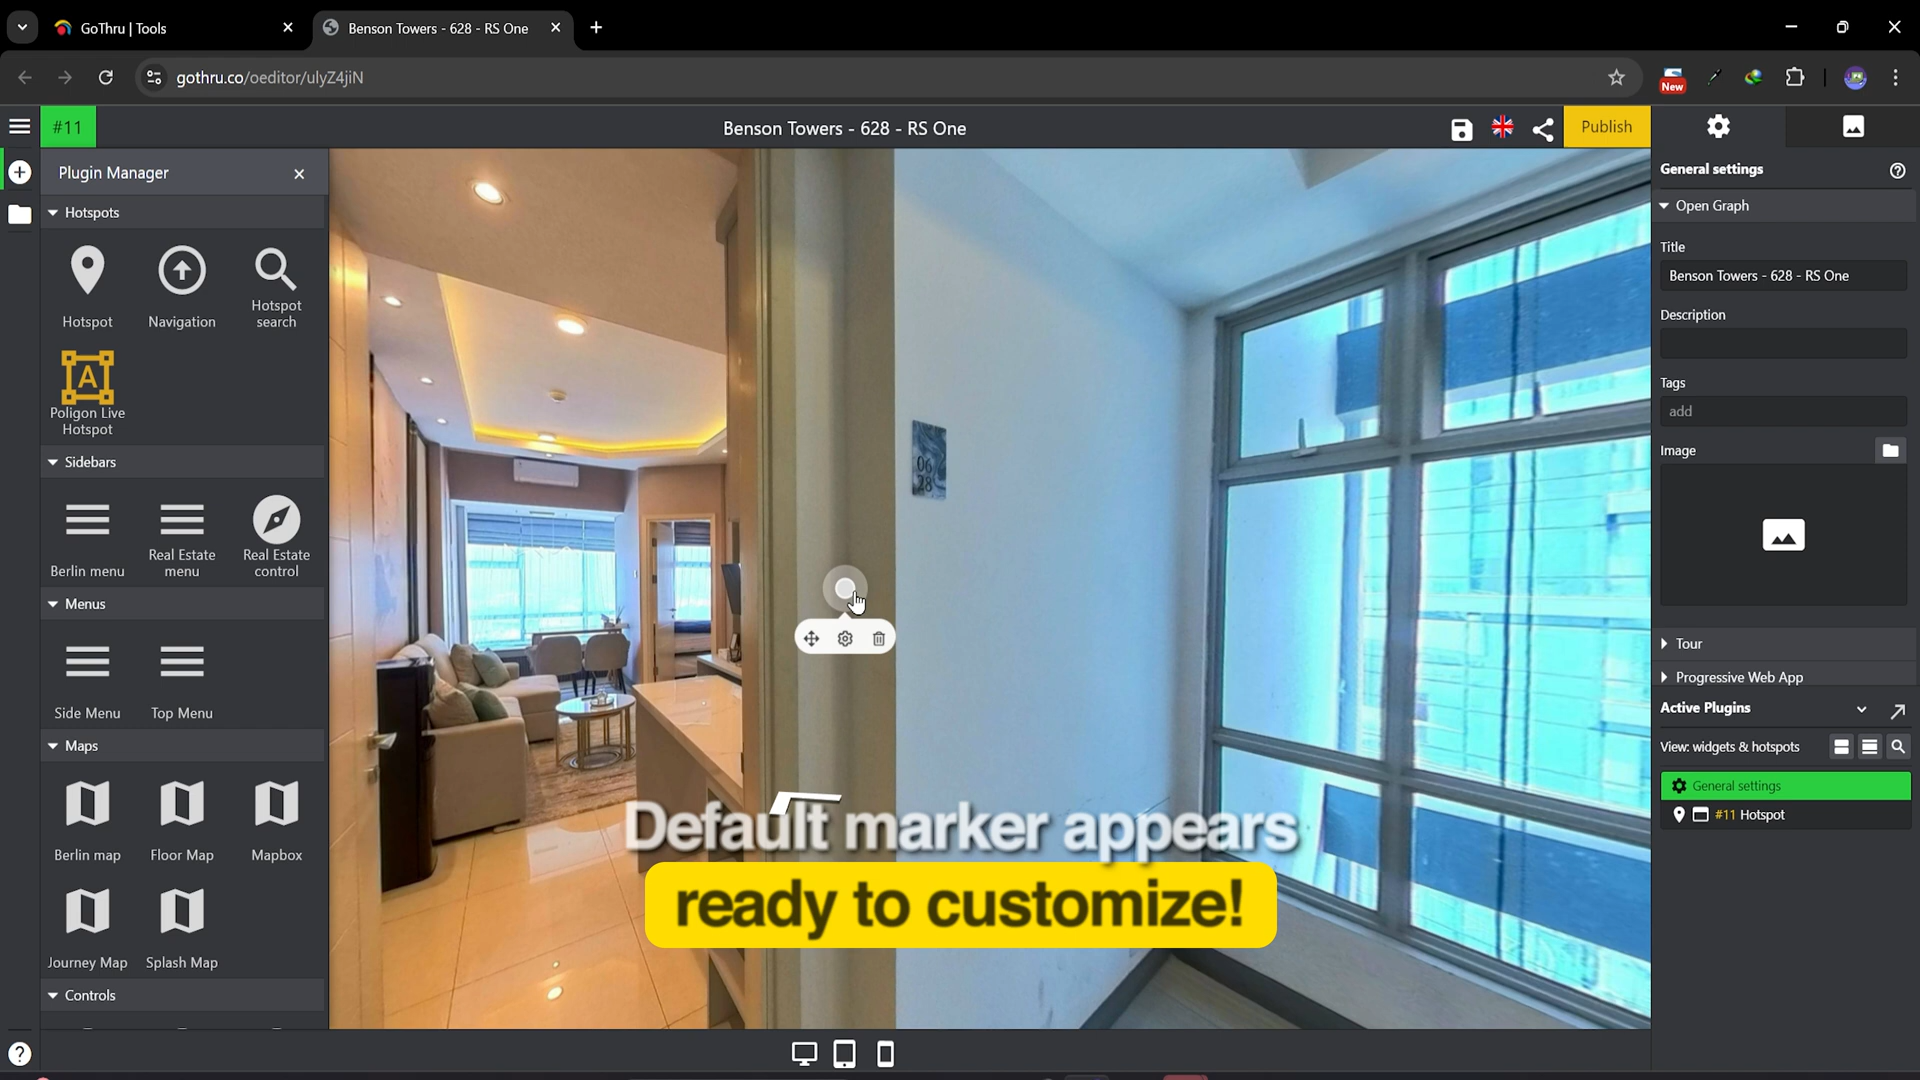 GoThru | Tools
Benson Towers - 628 - RS One
gothru.co/oeditor/ulyZ4jiN
New
#11
Benson Towers - 628 - RS One
Publish
Plugin Manager
Hotspots
Hotspot
Navigation
Hotspot search
A
Poligon Live Hotspot
Sidebars
Berlin menu
Real Estate menu
Real Estate control
Menus
Side Menu
Top Menu
Maps
Berlin map
Floor Map
Mapbox
Journey Map
Splash Map
Controls
06
28
Default marker appears
ready to customize!
General settings
Open Graph
Title
Benson Towers - 628 - RS One
Description
Tags
add
Image
Tour
Progressive Web App
Active Plugins
View: widgets & hotspots
General settings
#11 Hotspot